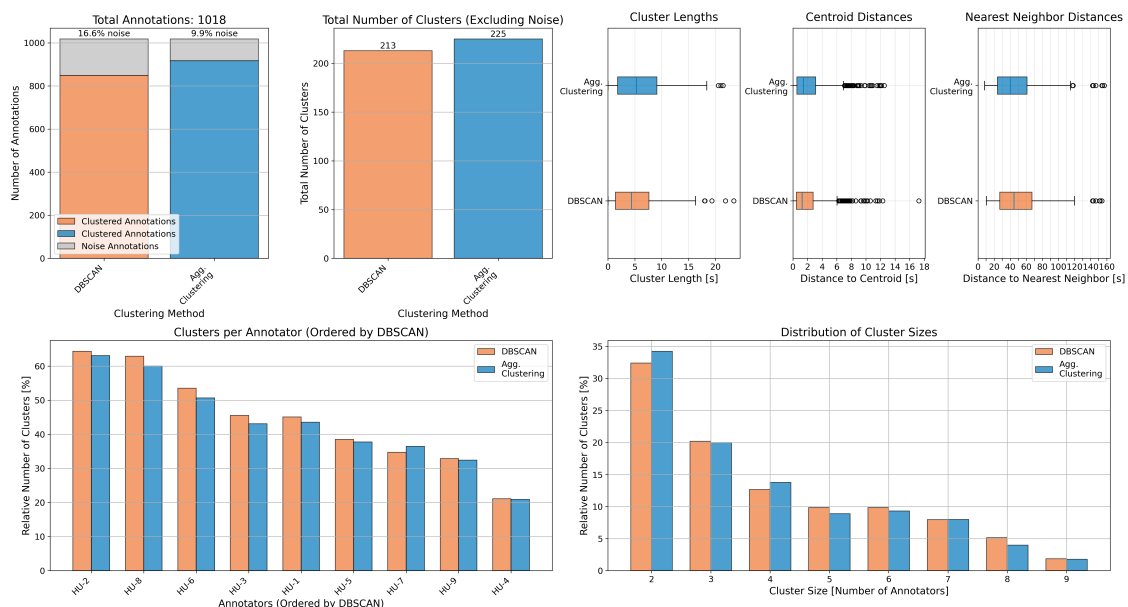 Total Annotations: 1018
16.6% noise
9.9% noise
1000
800
600
400
200
0
Number of Annotations
Clustered Annotations
Clustered Annotations
Noise Annotations
DBSCAN
Agg.
Clustering
Clustering Method
Total Number of Clusters (Excluding Noise)
213
225
200
150
100
50
0
Total Number of Clusters
DBSCAN
Agg.
Clustering
Clustering Method
Cluster Lengths
Agg.
Clustering
DBSCAN
0 5 10 15 20
Cluster Length [s]
Centroid Distances
Agg.
Clustering
DBSCAN
0 2 4 6 8 10 12 14 16 18
Distance to Centroid [s]
Nearest Neighbor Distances
Agg.
Clustering
DBSCAN
0 20 40 60 80 100 120 140 160
Distance to Nearest Neighbor [s]
Clusters per Annotator (Ordered by DBSCAN)
DBSCAN
Agg.
Clustering
60
50
40
30
20
10
0
Relative Number of Clusters [%]
HU-2 HU-8 HU-6 HU-3 HU-1 HU-5 HU-7 HU-9 HU-4
Annotators (Ordered by DBSCAN)
Distribution of Cluster Sizes
DBSCAN
Agg.
Clustering
35
30
25
20
15
10
5
0
Relative Number of Clusters [%]
2 3 4 5 6 7 8 9
Cluster Size [Number of Annotators]